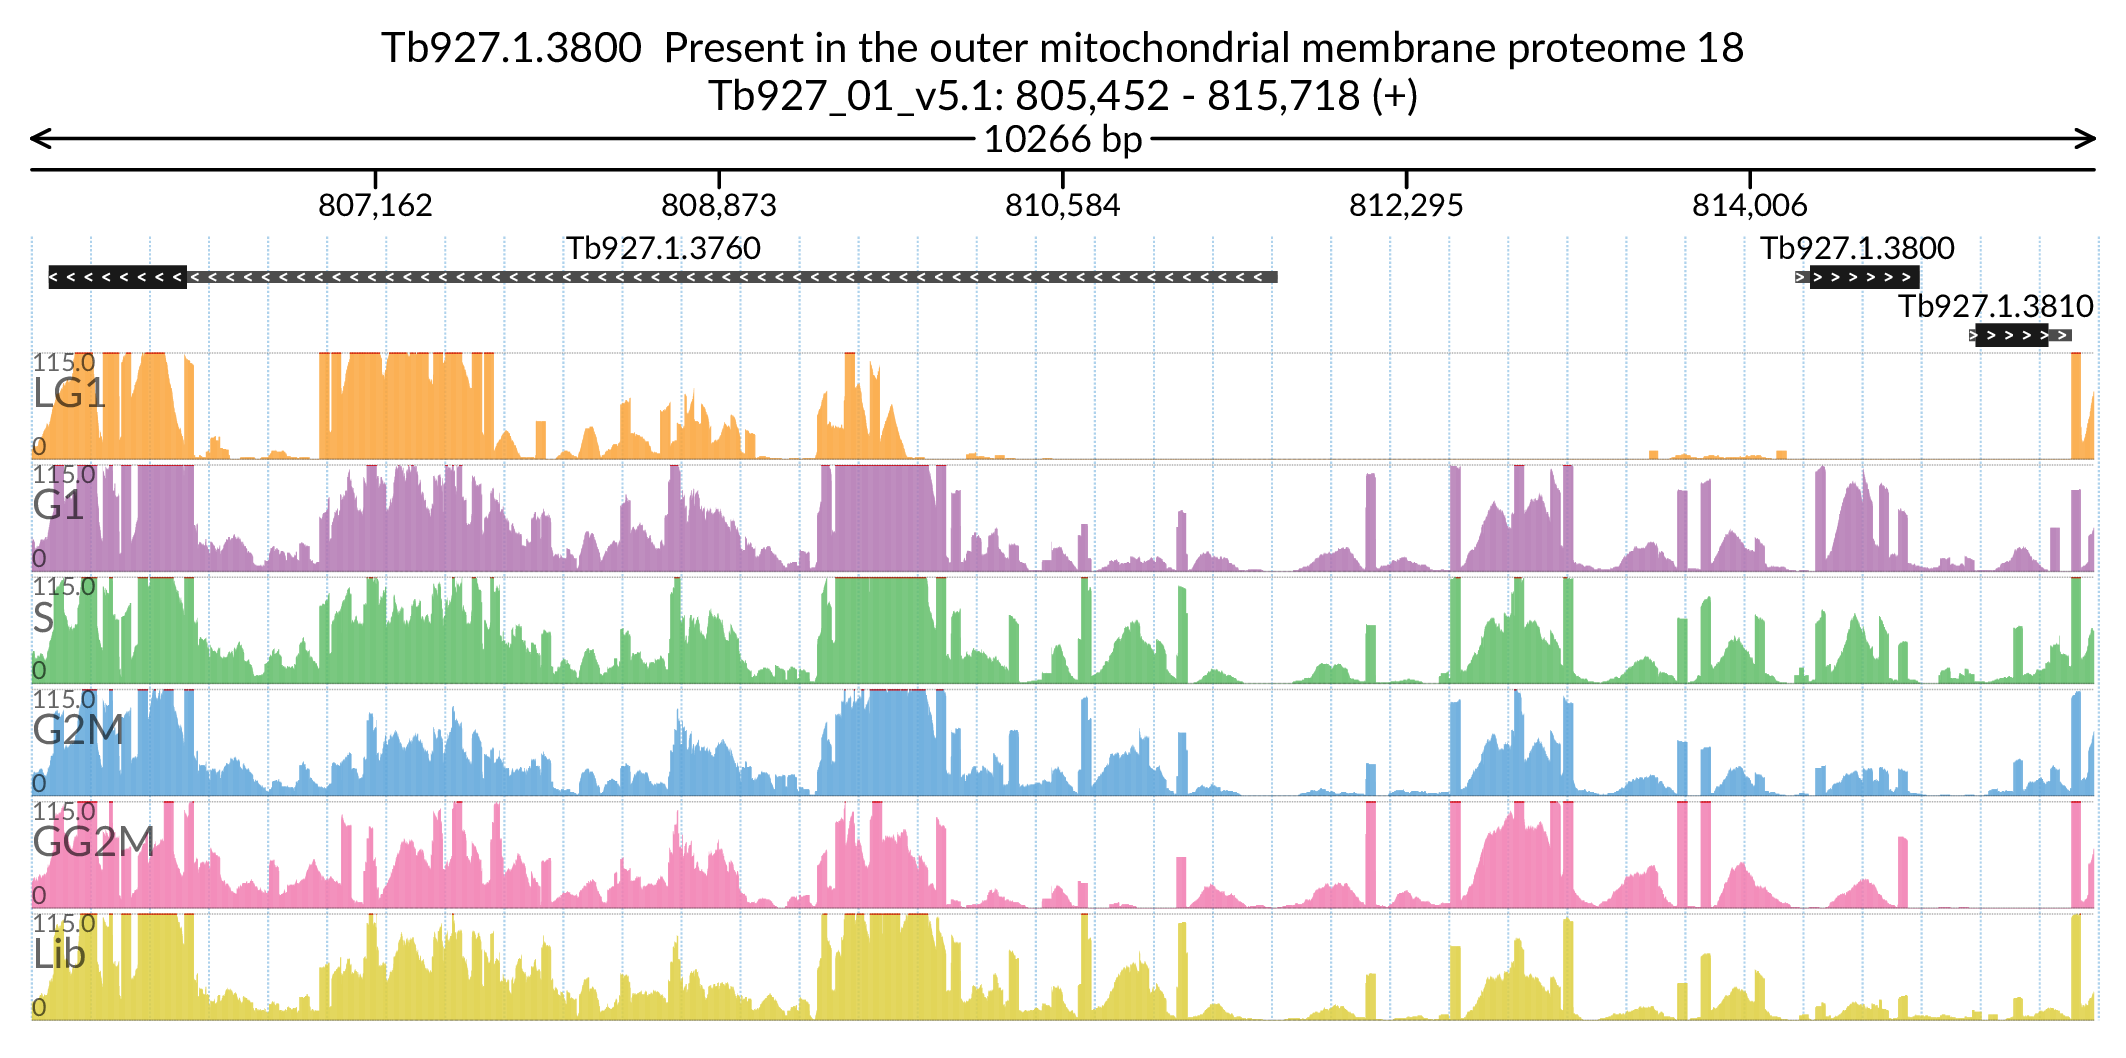 Tb927.1.3800  Present in the outer mitochondrial membrane proteome 18
Tb927_01_v5.1: 805,452 - 815,718 (+)
10266 bp
807,162 808,873 810,584 812,295 814,006
Tb927.1.3760 Tb927.1.3800
Tb927.1.3810
115.0
LG1
0
115.0
G1
0
115.0
S
0
115.0
G2M
0
115.0
GG2M
0
115.0
Lib
0